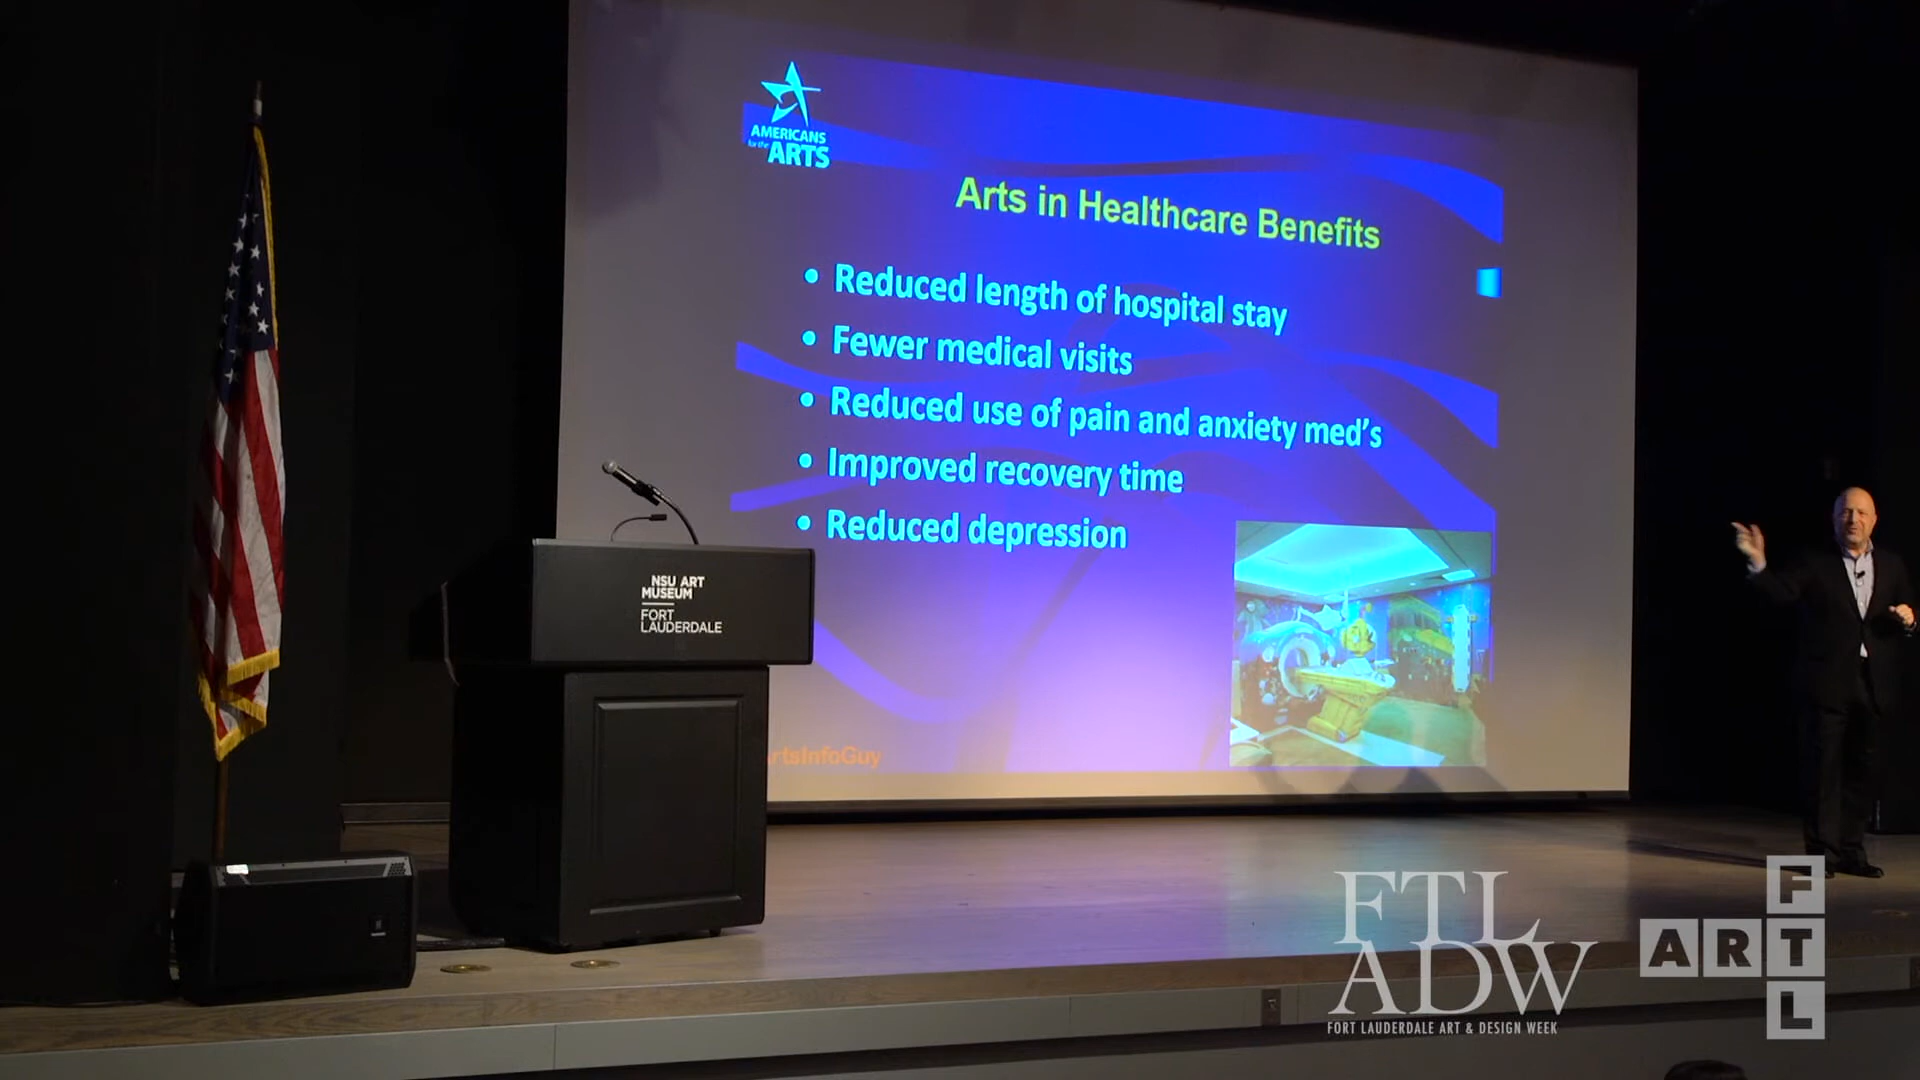 AMERICANS
for the
ARTS
Arts in Healthcare Benefits
• Reduced length of hospital stay
• Fewer medical visits
• Reduced use of pain and anxiety med's
• Improved recovery time
• Reduced depression
rtsInfoGuy
NSU ART
MUSEUM
FORT
LAUDERDALE
FTL
ADW
FORT LAUDERDALE ART & DESIGN WEEK
ART
FTL